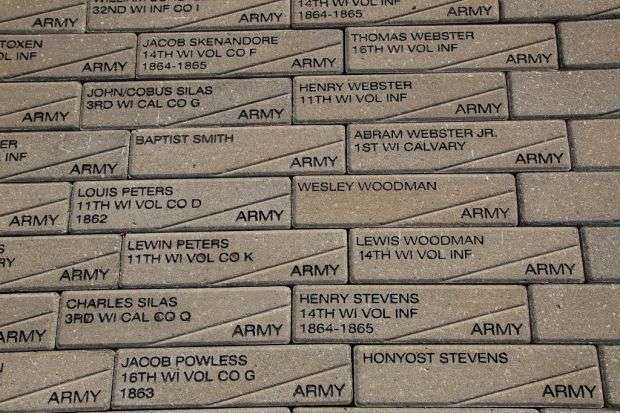 32ND WI INF CO I
ARMY
14TH WI VOL INF
1864-1865
ARMY
TOXEN
VOL INF
ARMY
JACOB SKENANDORE
14TH WI VOL CO F
1864-1865
ARMY
THOMAS WEBSTER
16TH WI VOL INF
ARMY
ARMY
JOHN/COBUS SILAS
3RD WI CAL CO G
ARMY
HENRY WEBSTER
11TH WI VOL INF
ARMY
ER
INF
ARMY
BAPTIST SMITH
ARMY
ABRAM WEBSTER JR.
1ST WI CALVARY
ARMY
ARMY
LOUIS PETERS
11TH WI VOL CO D
1862
ARMY
WESLEY WOODMAN
ARMY
RY
ARMY
LEWIN PETERS
11TH WI VOL CO K
ARMY
LEWIS WOODMAN
14TH WI VOL INF
ARMY
ARMY
CHARLES SILAS
3RD WI CAL CO Q
ARMY
HENRY STEVENS
14TH WI VOL INF
1864-1865
ARMY
ARMY
JACOB POWLESS
16TH WI VOL CO G
1863
ARMY
HONYOST STEVENS
ARMY